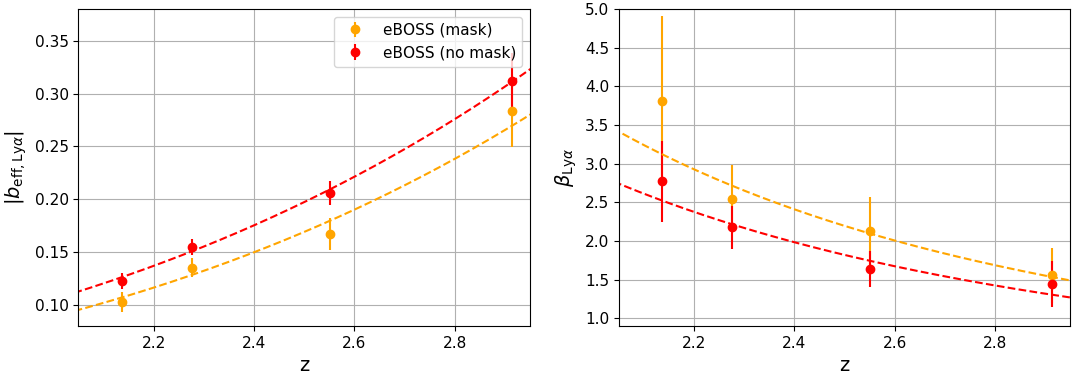 |b_eff, Lyα|
0.35
0.30
0.25
0.20
0.15
0.10
eBOSS (mask)
eBOSS (no mask)
2.2 2.4 2.6 2.8
z
β_Lyα
5.0
4.5
4.0
3.5
3.0
2.5
2.0
1.5
1.0
2.2 2.4 2.6 2.8
z